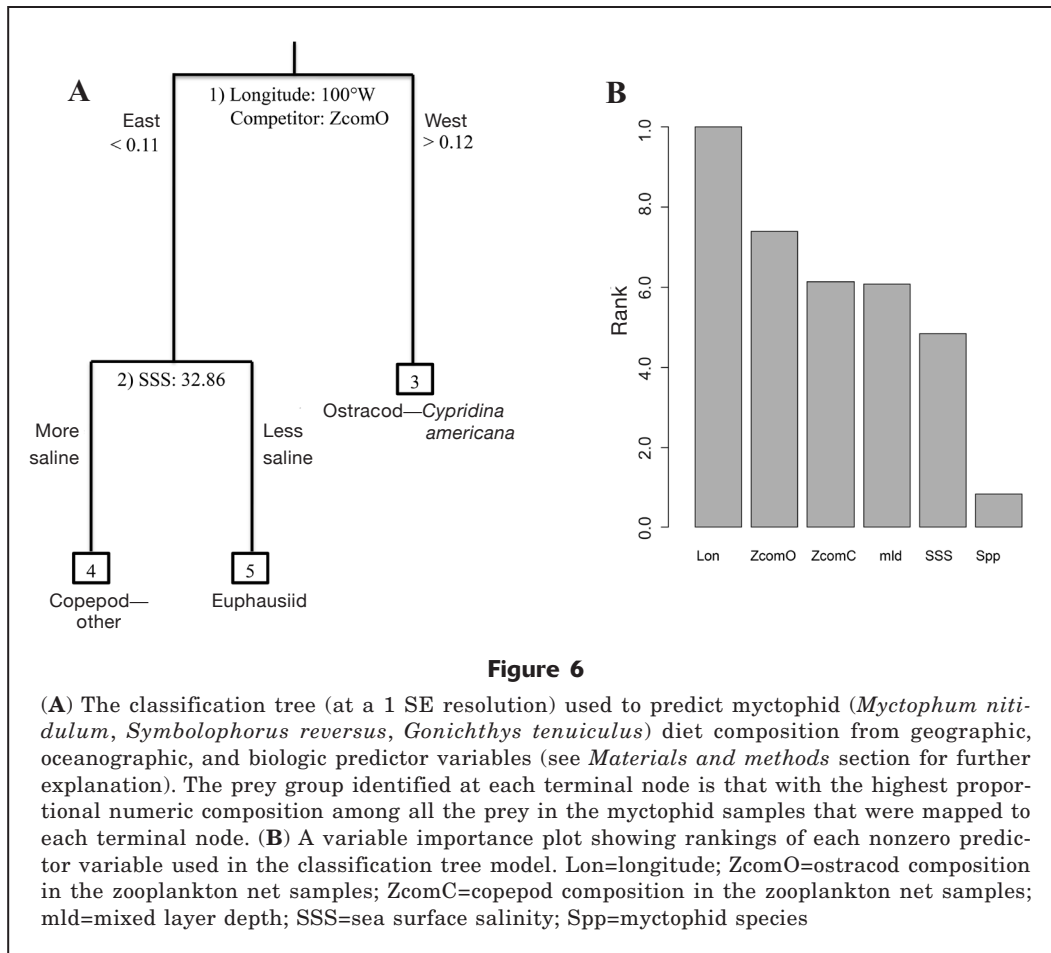 A
1) Longitude: 100°W
Competitor: ZcomO
East
< 0.11
West
> 0.12
2) SSS: 32.86
More
saline
Less
saline
3
Ostracod—Cypridina
americana
4
Copepod—
other
5
Euphausiid
B
Rank
1.0
8.0
6.0
4.0
2.0
0.0
Lon
ZcomO
ZcomC
mld
SSS
Spp
Figure 6
(A) The classification tree (at a 1 SE resolution) used to predict myctophid (Myctophum niti-
dulum, Symbolophorus reversus, Gonichthys tenuiculus) diet composition from geographic,
oceanographic, and biologic predictor variables (see Materials and methods section for further
explanation). The prey group identified at each terminal node is that with the highest propor-
tional numeric composition among all the prey in the myctophid samples that were mapped to
each terminal node. (B) A variable importance plot showing rankings of each nonzero predic-
tor variable used in the classification tree model. Lon=longitude; ZcomO=ostracod composition
in the zooplankton net samples; ZcomC=copepod composition in the zooplankton net samples;
mld=mixed layer depth; SSS=sea surface salinity; Spp=myctophid species